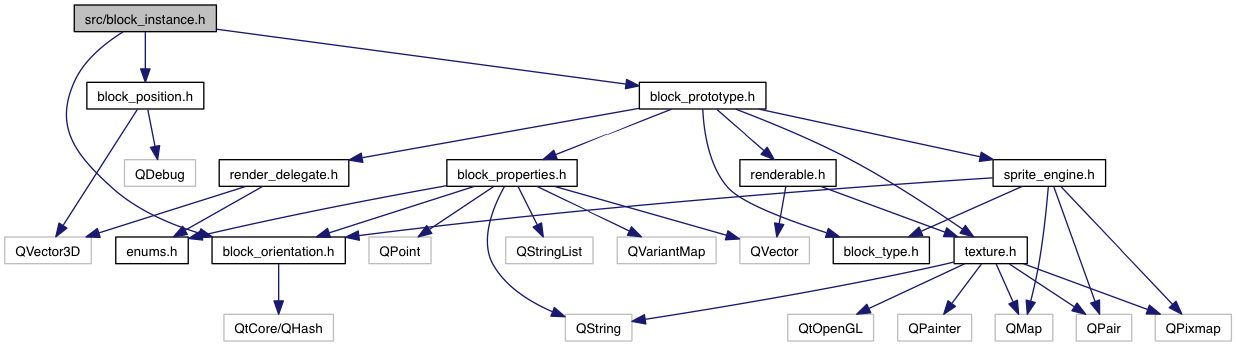 src/block_instance.h
block_position.h
block_prototype.h
QDebug
render_delegate.h
block_properties.h
renderable.h
sprite_engine.h
QVector3D
enums.h
block_orientation.h
QPoint
QStringList
QVariantMap
QVector
block_type.h
texture.h
QtCore/QHash
QString
QtOpenGL
QPainter
QMap
QPair
QPixmap